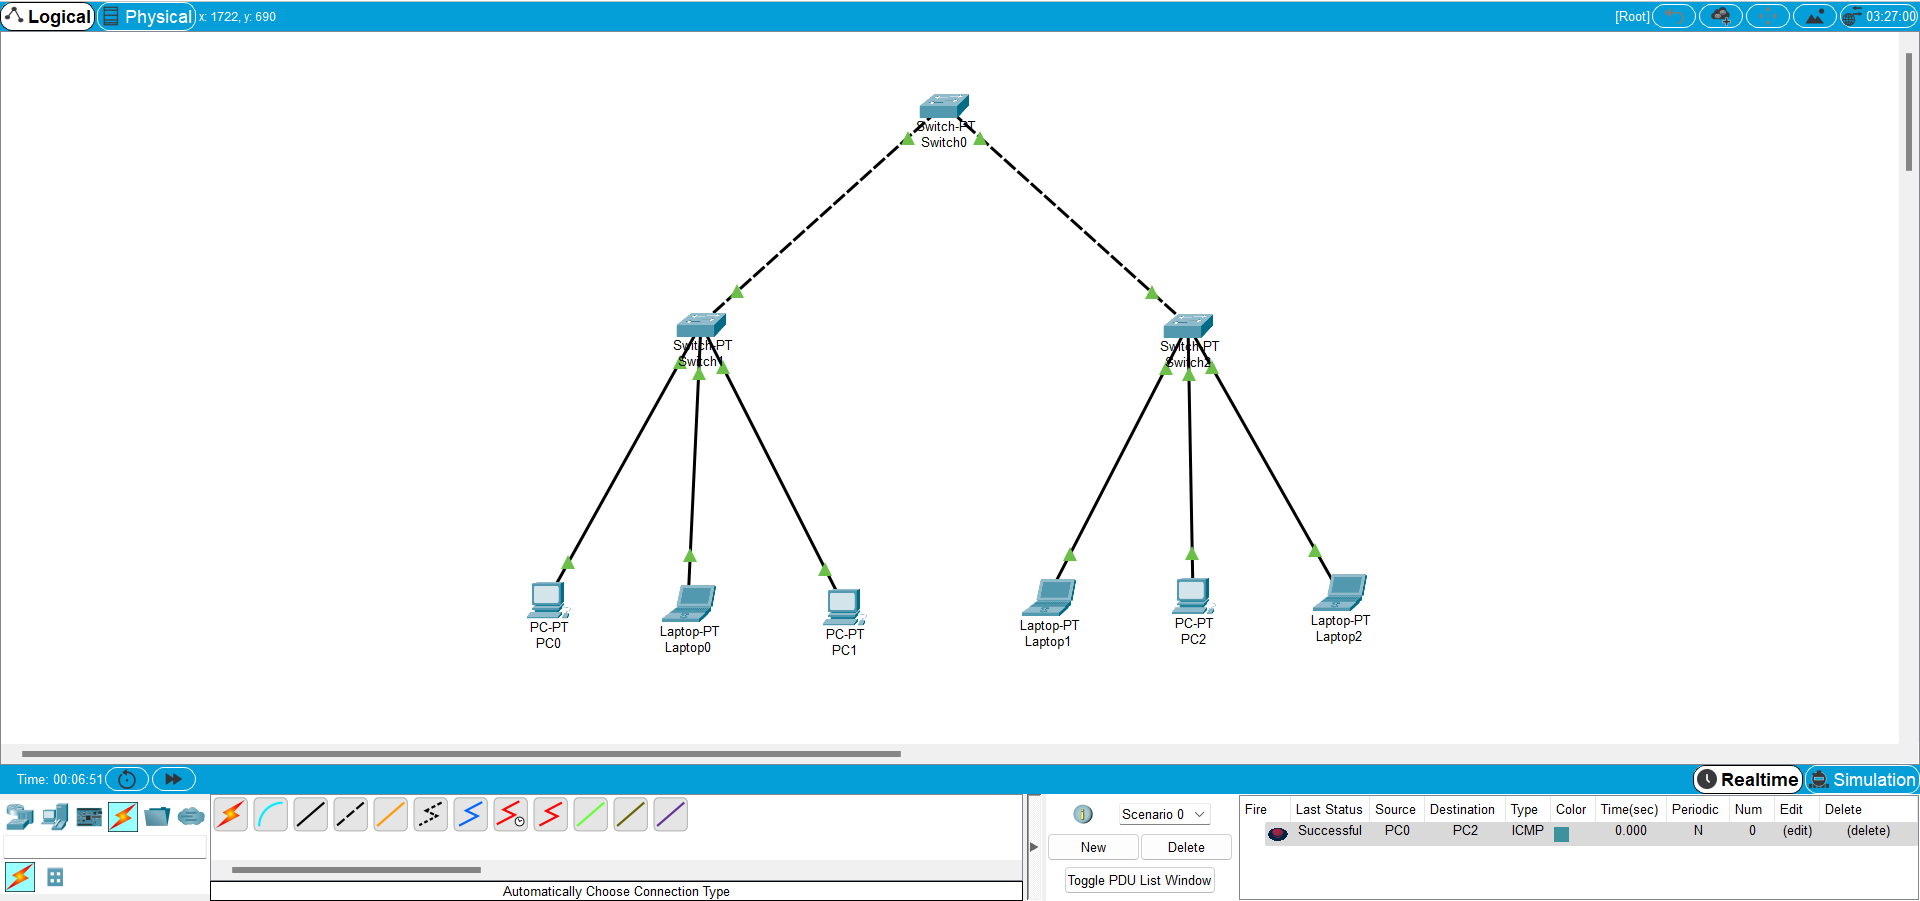 Logical Physical x: 1722, y: 690 [Root] 03:27:00
Switch-PT
Switch0
Switch-PT
Switch1
Switch-PT
Switch2
PC-PT
PC0
Laptop-PT
Laptop0
PC-PT
PC1
Laptop-PT
Laptop1
PC-PT
PC2
Laptop-PT
Laptop2
Time: 00:06:51 Realtime Simulation
Automatically Choose Connection Type
Scenario 0
New Delete
Toggle PDU List Window
Fire Last Status Source Destination Type Color Time(sec) Periodic Num Edit Delete
Successful PC0 PC2 ICMP 0.000 N 0 (edit) (delete)